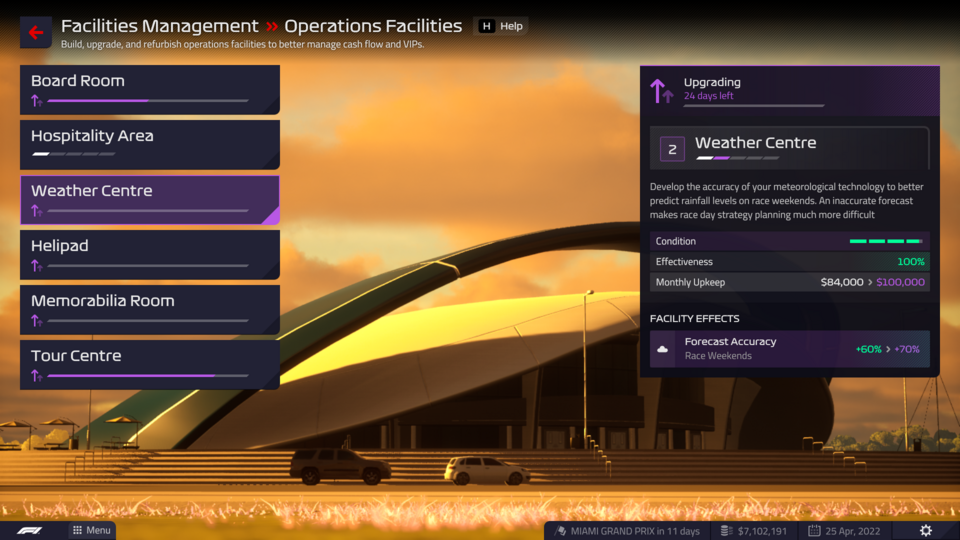 Facilities Management » Operations Facilities H Help
Build, upgrade, and refurbish operations facilities to better manage cash flow and VIPs.
Board Room
Hospitality Area
Weather Centre
Helipad
Memorabilia Room
Tour Centre
Upgrading
24 days left
2 Weather Centre
Develop the accuracy of your meteorological technology to better
predict rainfall levels on race weekends. An inaccurate forecast
makes race day strategy planning much more difficult
Condition
Effectiveness 100%
Monthly Upkeep $84,000 > $100,000
FACILITY EFFECTS
Forecast Accuracy
Race Weekends
+60% > +70%
F1 Menu MIAMI GRAND PRIX in 11 days $7,102,191 25 Apr, 2022